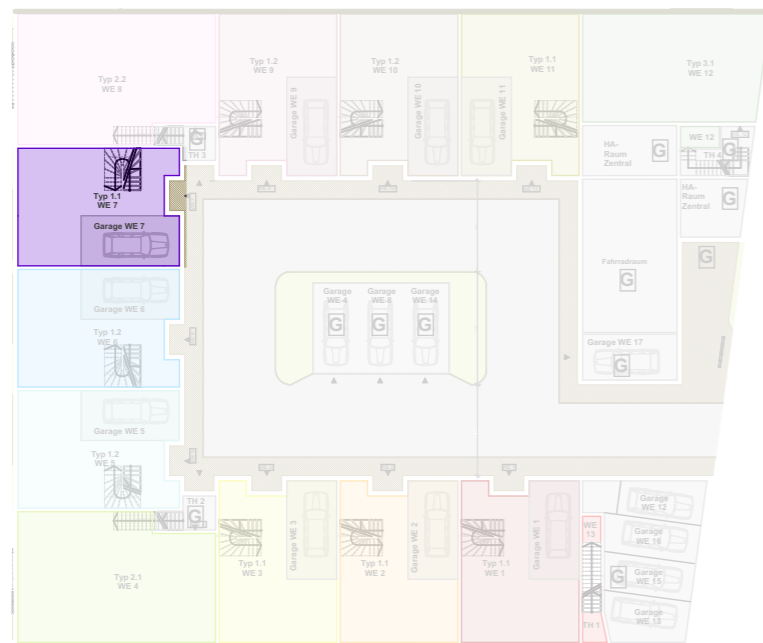 Typ 2.2
WE 8
Typ 1.2
WE 9
Garage WE 9
Typ 1.2
WE 10
Garage WE 10
Typ 1.1
WE 11
Garage WE 11
Typ 3.1
WE 12
G
TH 3
HA-
Raum
Zentral
G
WE 12
G
TH 4
Typ 1.1
WE 7
Garage WE 7
HA-
Raum
Zentral
G
Garage WE 6
Typ 1.2
WE 6
Garage
WE 4
G
Garage
WE 8
G
Garage
WE 14
G
Fahrradraum
G
G
Garage WE 17
G
Garage WE 5
Typ 1.2
WE 5
TH 2
G
Typ 2.1
WE 4
Typ 1.1
WE 3
Garage WE 3
Typ 1.1
WE 2
Garage WE 2
Typ 1.1
WE 1
Garage WE 1
WE
13
TH 1
Garage
WE 12
Garage
WE 16
G
Garage
WE 15
Garage
WE 13